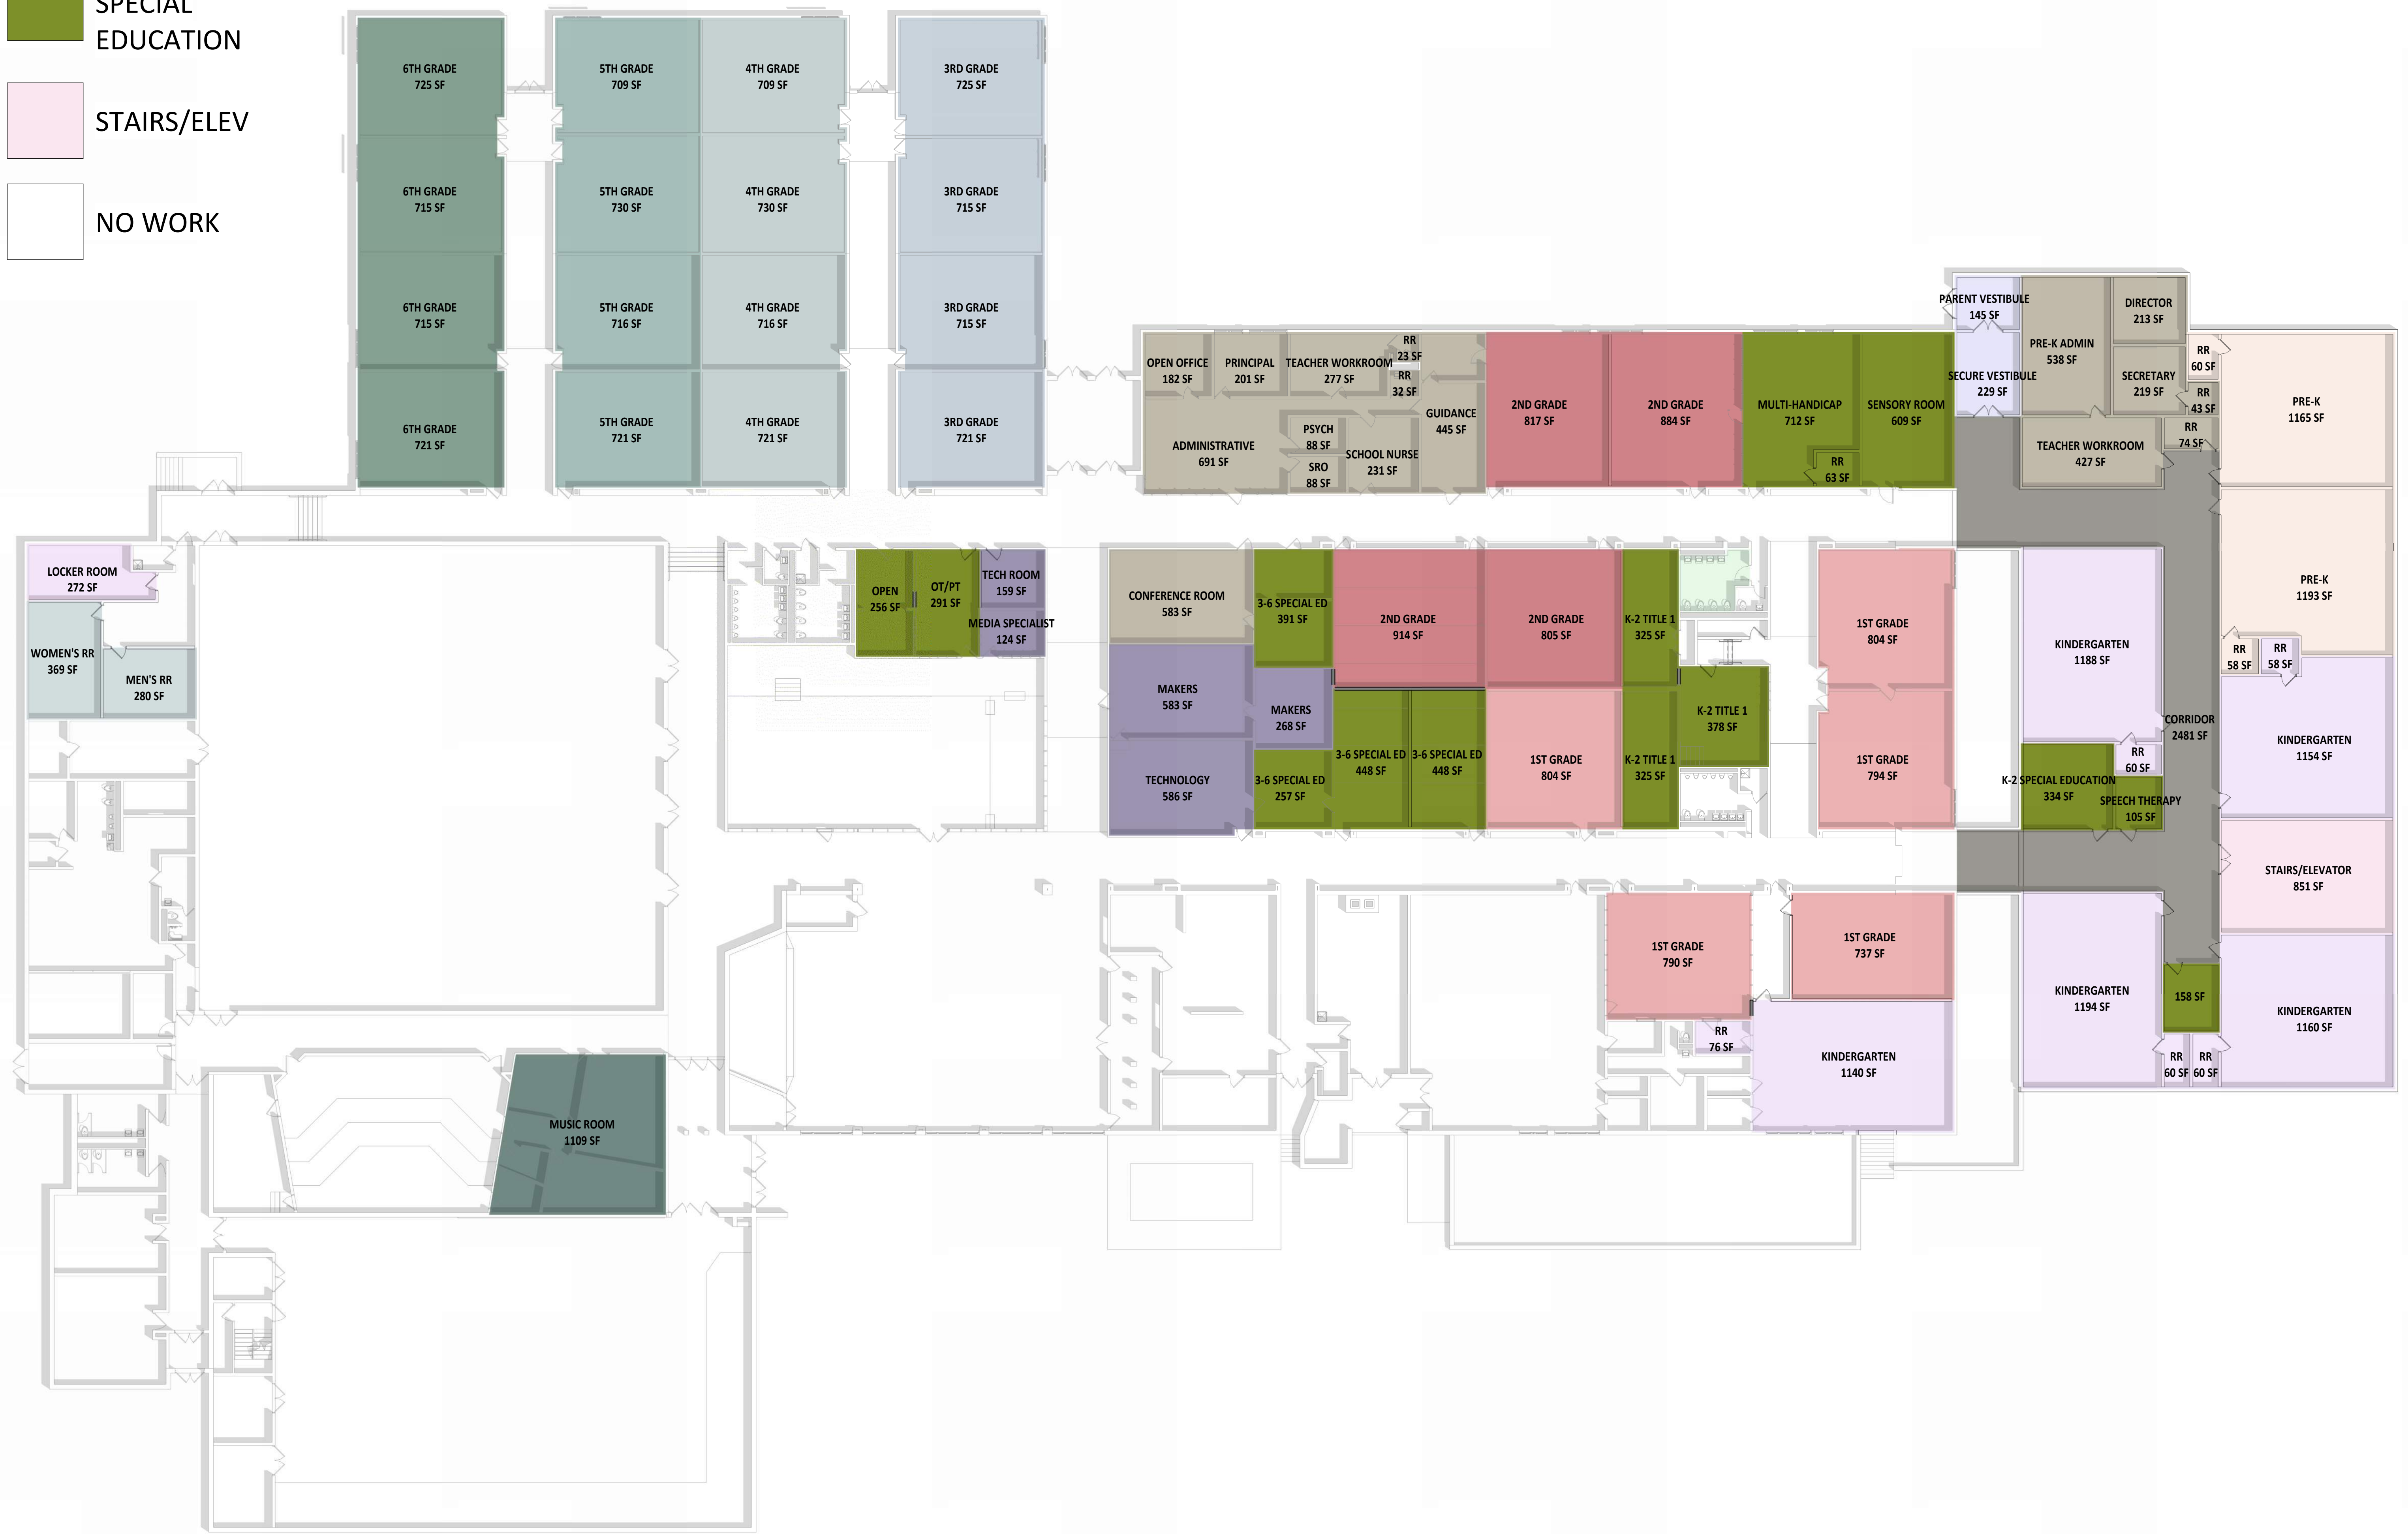 SPECIAL
EDUCATION
STAIRS/ELEV
NO WORK
6TH GRADE
725 SF
5TH GRADE
709 SF
4TH GRADE
709 SF
3RD GRADE
725 SF
6TH GRADE
715 SF
5TH GRADE
730 SF
4TH GRADE
730 SF
3RD GRADE
715 SF
6TH GRADE
715 SF
5TH GRADE
716 SF
4TH GRADE
716 SF
3RD GRADE
715 SF
6TH GRADE
721 SF
5TH GRADE
721 SF
4TH GRADE
721 SF
3RD GRADE
721 SF
OPEN OFFICE
182 SF
PRINCIPAL
201 SF
TEACHER WORKROOM
277 SF
RR
23 SF
RR
32 SF
GUIDANCE
445 SF
ADMINISTRATIVE
691 SF
PSYCH
88 SF
SRO
88 SF
SCHOOL NURSE
231 SF
2ND GRADE
817 SF
2ND GRADE
884 SF
MULTI-HANDICAP
712 SF
RR
63 SF
SENSORY ROOM
609 SF
PARENT VESTIBULE
145 SF
SECURE VESTIBULE
229 SF
PRE-K ADMIN
538 SF
DIRECTOR
213 SF
SECRETARY
219 SF
RR
60 SF
RR
43 SF
RR
74 SF
TEACHER WORKROOM
427 SF
PRE-K
1165 SF
PRE-K
1193 SF
RR
58 SF
RR
58 SF
LOCKER ROOM
272 SF
WOMEN'S RR
369 SF
MEN'S RR
280 SF
OPEN
256 SF
OT/PT
291 SF
TECH ROOM
159 SF
MEDIA SPECIALIST
124 SF
CONFERENCE ROOM
583 SF
3-6 SPECIAL ED
391 SF
2ND GRADE
914 SF
2ND GRADE
805 SF
K-2 TITLE 1
325 SF
1ST GRADE
804 SF
KINDERGARTEN
1188 SF
MAKERS
583 SF
MAKERS
268 SF
K-2 TITLE 1
378 SF
CORRIDOR
2481 SF
KINDERGARTEN
1154 SF
TECHNOLOGY
586 SF
3-6 SPECIAL ED
257 SF
3-6 SPECIAL ED
448 SF
3-6 SPECIAL ED
448 SF
1ST GRADE
804 SF
K-2 TITLE 1
325 SF
1ST GRADE
794 SF
RR
60 SF
K-2 SPECIAL EDUCATION
334 SF
SPEECH THERAPY
105 SF
STAIRS/ELEVATOR
851 SF
1ST GRADE
790 SF
1ST GRADE
737 SF
KINDERGARTEN
1194 SF
158 SF
KINDERGARTEN
1160 SF
RR
76 SF
KINDERGARTEN
1140 SF
RR
60 SF
RR
60 SF
MUSIC ROOM
1109 SF